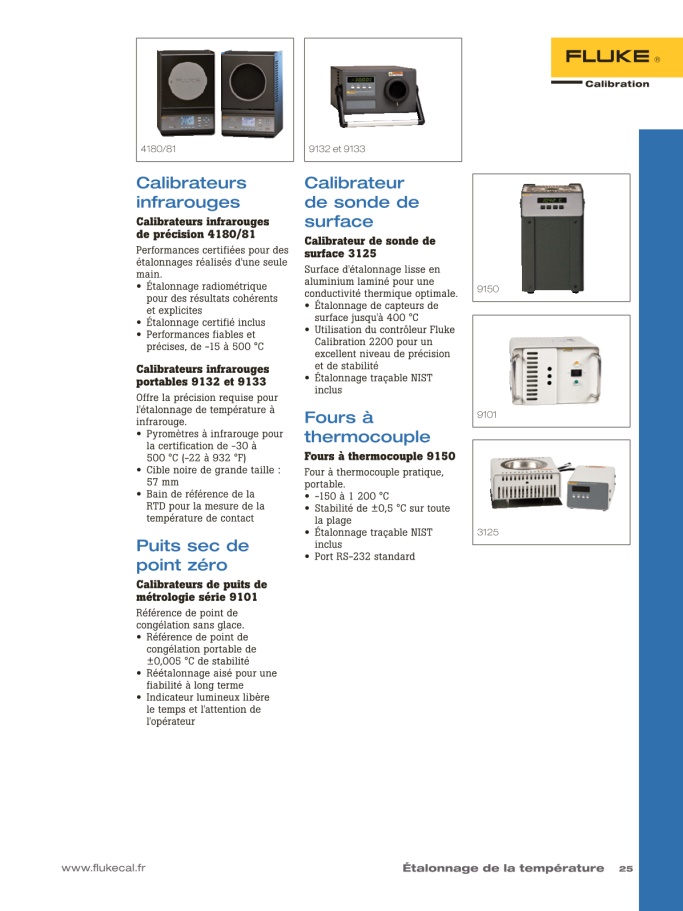 4180/81
9132 et 9133
FLUKE ®
Calibration
Calibrateurs
infrarouges
Calibrateurs infrarouges
de précision 4180/81
Performances certifiées pour des
étalonnages réalisés d'une seule
main.
• Étalonnage radiométrique
pour des résultats cohérents
et explicites
• Étalonnage certifié inclus
• Performances fiables et
précises, de -15 à 500 °C
Calibrateurs infrarouges
portables 9132 et 9133
Offre la précision requise pour
l'étalonnage de température à
infrarouge.
• Pyromètres à infrarouge pour
la certification de -30 à
500 °C (-22 à 932 °F)
• Cible noire de grande taille :
57 mm
• Bain de référence de la
RTD pour la mesure de la
température de contact
Puits sec de
point zéro
Calibrateurs de puits de
métrologie série 9101
Référence de point de
congélation sans glace.
• Référence de point de
congélation portable de
±0,005 °C de stabilité
• Réétalonnage aisé pour une
fiabilité à long terme
• Indicateur lumineux libère
le temps et l'attention de
l'opérateur
Calibrateur
de sonde de
surface
Calibrateur de sonde de
surface 3125
Surface d'étalonnage lisse en
aluminium laminé pour une
conductivité thermique optimale.
• Étalonnage de capteurs de
surface jusqu'à 400 °C
• Utilisation du contrôleur Fluke
Calibration 2200 pour un
excellent niveau de précision
et de stabilité
• Étalonnage traçable NIST
inclus
Fours à
thermocouple
Fours à thermocouple 9150
Four à thermocouple pratique,
portable.
• -150 à 1 200 °C
• Stabilité de ±0,5 °C sur toute
la plage
• Étalonnage traçable NIST
inclus
• Port RS-232 standard
9150
9101
3125
www.flukecal.fr
Étalonnage de la température 25